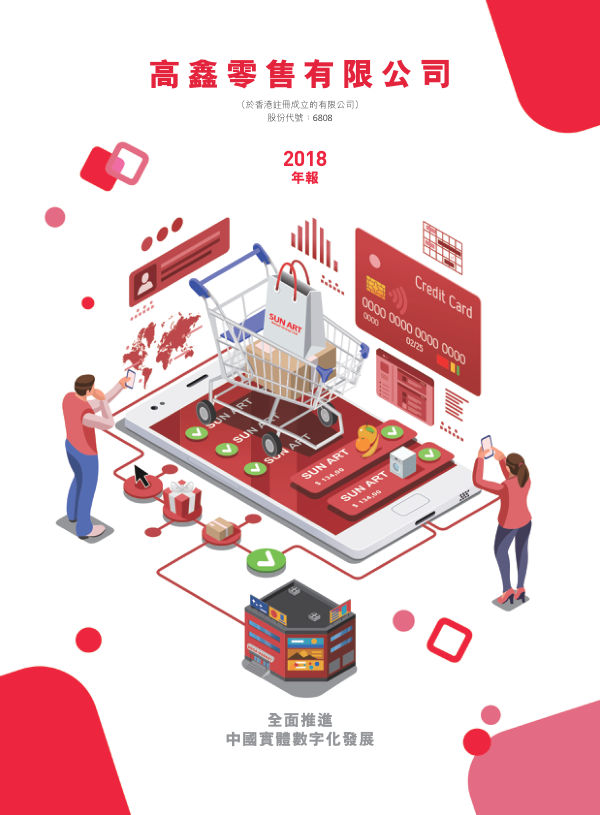 高鑫零售有限公司
（於香港註冊成立的有限公司）
股份代號：6808
2018
年報
Credit Card
0000 0000 0000 0000
0000
02/25
SUN ART
SUN ART
SUN ART
SUN ART
SUN ART
$ 134,00
SUN ART
$ 134,00
全面推進
中國實體數字化發展